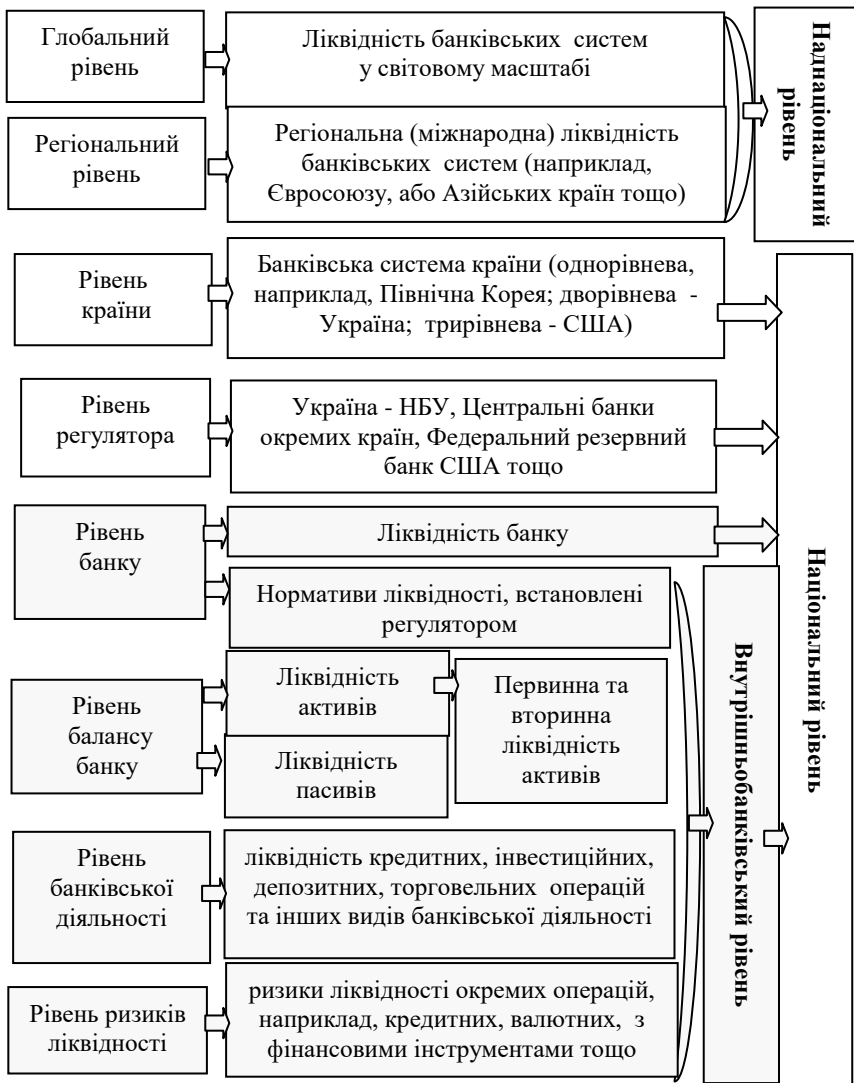 Глобальний
рівень
Ліквідність банківських систем
у світовому масштабі
Наднаціональний
рівень
Регіональний
рівень
Регіональна (міжнародна) ліквідність
банківських систем (наприклад,
Євросоюзу, або Азійських країн тощо)
Рівень
країни
Банківська система країни (однорівнева,
наприклад, Північна Корея; дворівнева -
Україна; трирівнева - США)
Рівень
регулятора
Україна - НБУ, Центральні банки
окремих країн, Федеральний резервний
банк США тощо
Рівень
банку
Ліквідність банку
Нормативи ліквідності, встановлені
регулятором
Національний рівень
Внутрішньобанківський рівень
Рівень
балансу
банку
Ліквідність
активів
Первинна та
вторинна
ліквідність
активів
Ліквідність
пасивів
Рівень
банківської
діяльності
ліквідність кредитних, інвестиційних,
депозитних, торговельних операцій
та інших видів банківської діяльності
Рівень ризиків
ліквідності
ризики ліквідності окремих операцій,
наприклад, кредитних, валютних, з
фінансовими інструментами тощо